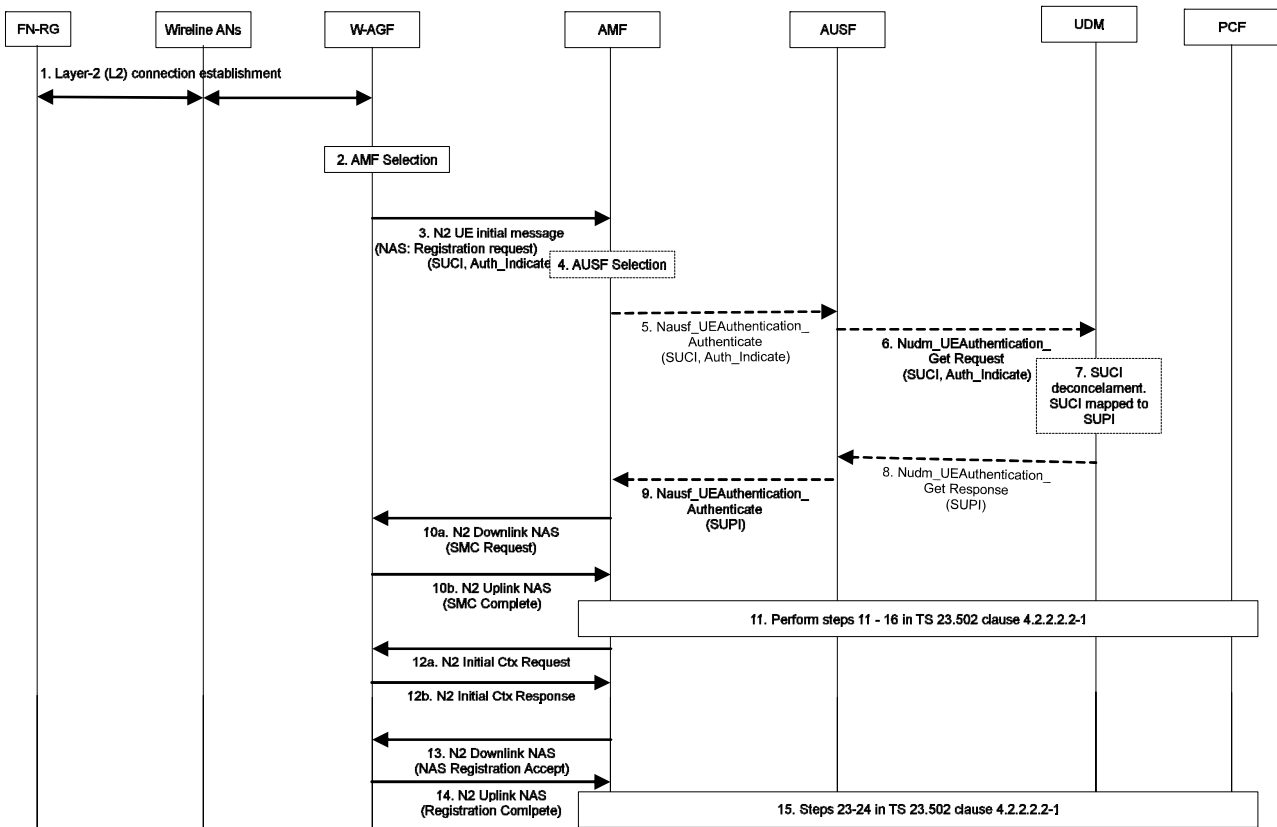 FN-RG
Wireline ANs
W-AGF
AMF
AUSF
UDM
PCF
1. Layer-2 (L2) connection establishment
2. AMF Selection
3. N2 UE initial message
(NAS: Registration request)
(SUCI, Auth_Indicate
4. AUSF Selection
5. Nausf_UEAuthentication_
Authenticate
(SUCI, Auth_Indicate)
6. Nudm_UEAuthentication_
Get Request
(SUCI, Auth_Indicate)
7. SUCI
deconcelament.
SUCI mapped to
SUPI
8. Nudm_UEAuthentication_
Get Response
(SUPI)
9. Nausf_UEAuthentication_
Authenticate
(SUPI)
10a. N2 Downlink NAS
(SMC Request)
10b. N2 Uplink NAS
(SMC Complete)
11. Perform steps 11 - 16 in TS 23.502 clause 4.2.2.2.2-1
12a. N2 Initial Ctx Request
12b. N2 Initial Ctx Response
13. N2 Downlink NAS
(NAS Registration Accept)
14. N2 Uplink NAS
(Registration Comlpete)
15. Steps 23-24 in TS 23.502 clause 4.2.2.2.2-1